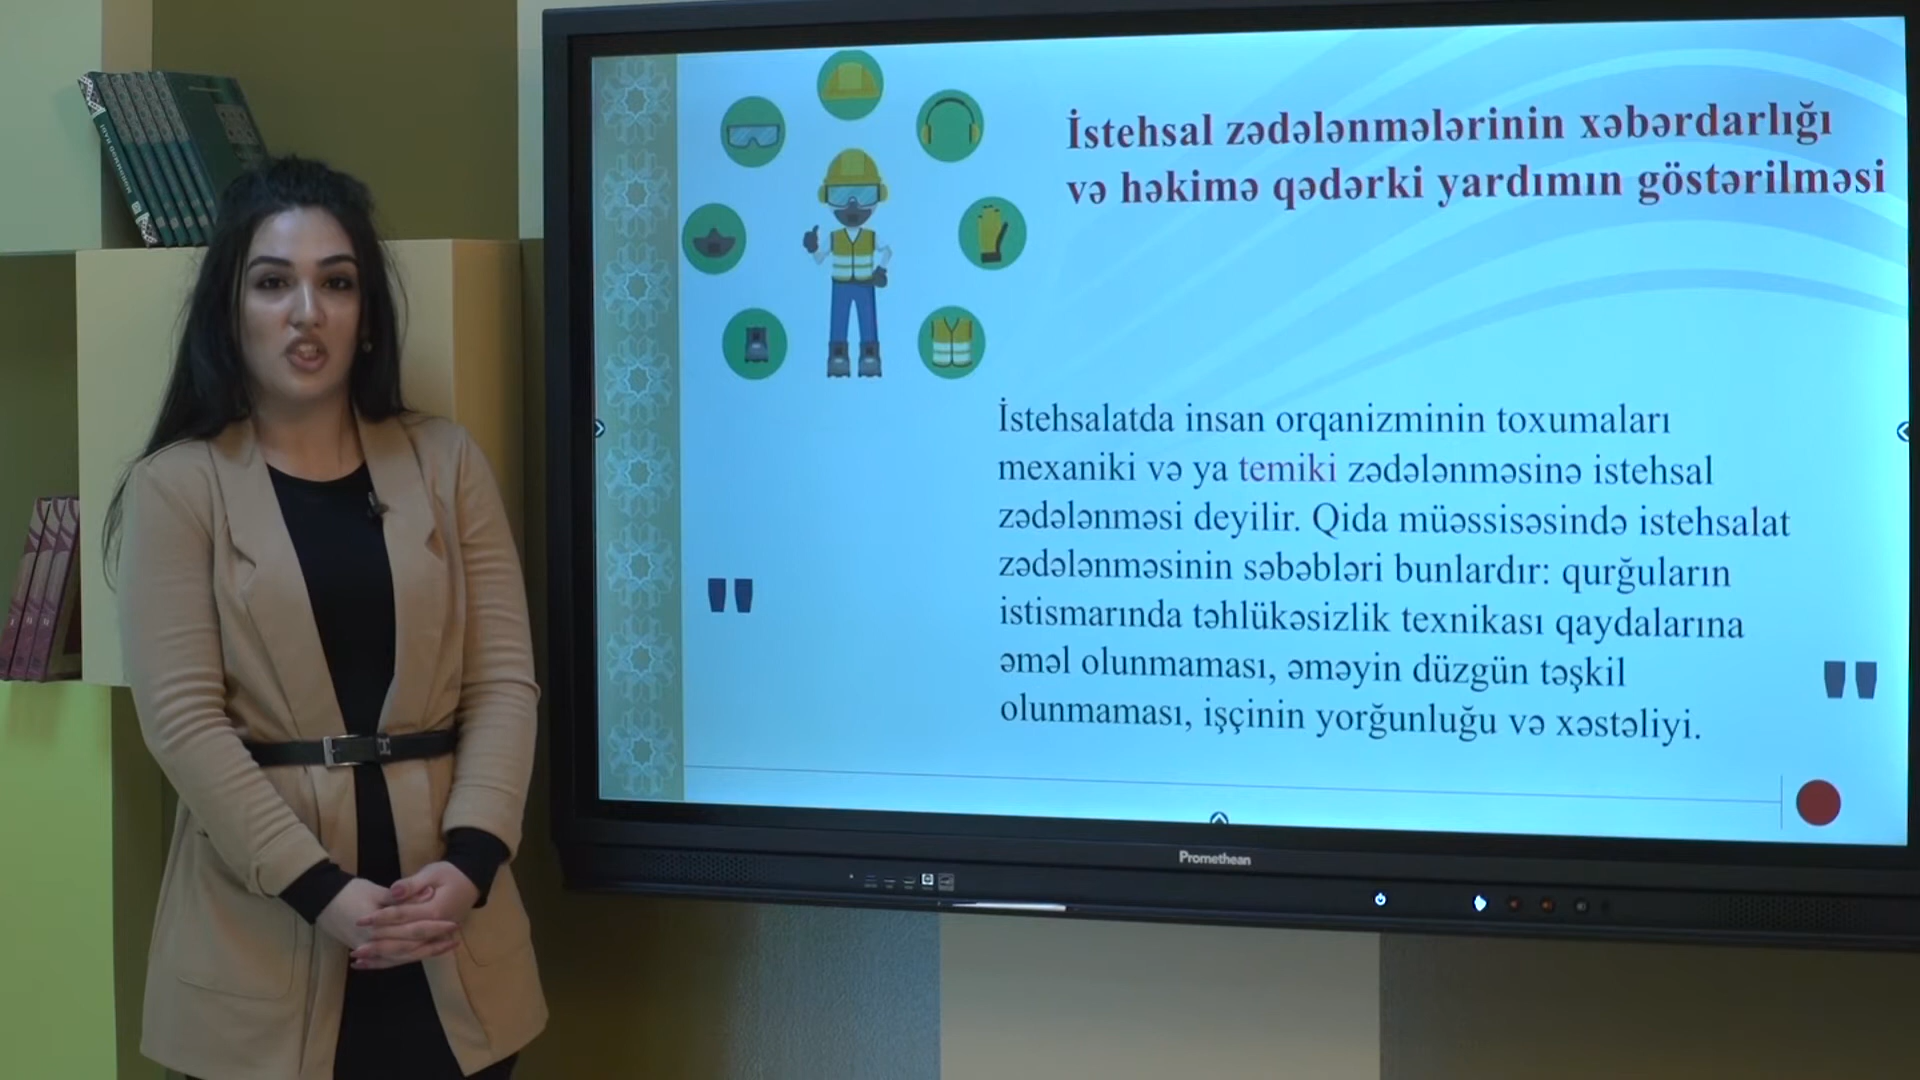 İstehsal zədələnmələrinin xəbərdarlığı
və həkimə qədərki yardımın göstərilməsi
İstehsalatda insan orqanizminin toxumaları
mexaniki və ya temiki zədələnməsinə istehsal
zədələnməsi deyilir. Qida müəssisəsində istehsalat
zədələnməsinin səbəbləri bunlardır: qurğuların
istismarında təhlükəsizlik texnikası qaydalarına
əməl olunmaması, əməyin düzgün təşkil
olunmaması, işçinin yorğunluğu və xəstəliyi.
"
"
Promethean